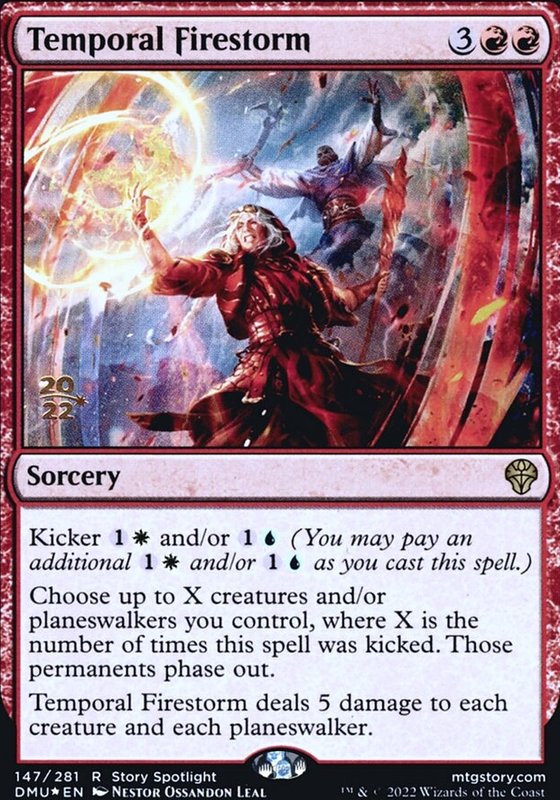 Temporal Firestorm 3
20
22*
Sorcery
Kicker 1 and/or 1 (You may pay an
additional 1 and/or 1 as you cast this spell.)
Choose up to X creatures and/or
planeswalkers you control, where X is the
number of times this spell was kicked. Those
permanents phase out.
Temporal Firestorm deals 5 damage to each
creature and each planeswalker.
147/281 R Story Spotlight mtgstory.com
DMU★EN Nestor Ossandon Leal ™ & © 2022 Wizards of the Coast